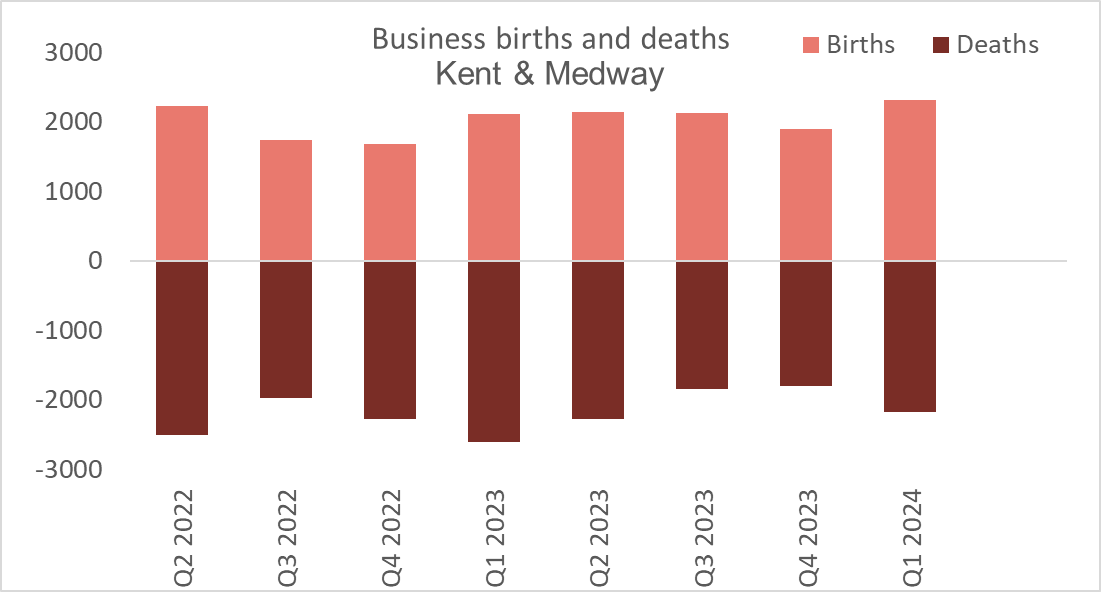 Business births and deaths
Kent & Medway
Births
Deaths
3000
2000
1000
0
-1000
-2000
-3000
Q2 2022
Q3 2022
Q4 2022
Q1 2023
Q2 2023
Q3 2023
Q4 2023
Q1 2024